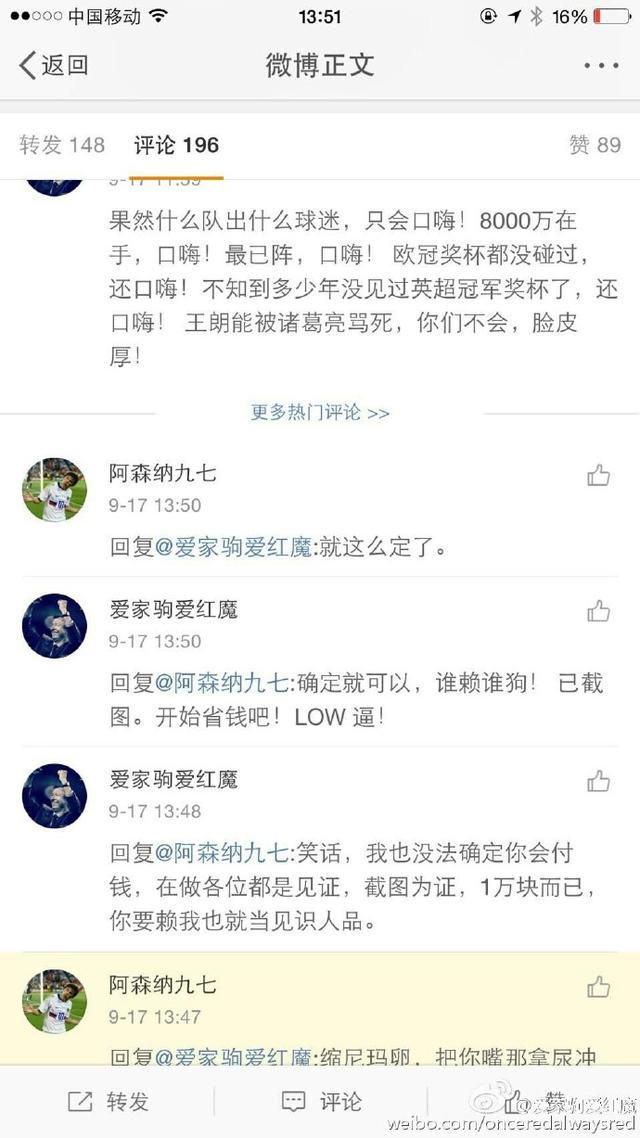 中国移动
13:51
16%
返回
微博正文
转发 148
评论 196
赞 89
果然什么队出什么球迷，只会口嗨！8000万在
手，口嗨！最已阵，口嗨！ 欧冠奖杯都没碰过，
还口嗨！不知到多少年没见过英超冠军奖杯了，还
口嗨！ 王朗能被诸葛亮骂死，你们不会，脸皮
厚！
更多热门评论 >>
阿森纳九七
9-17 13:50
回复@爱家驹爱红魔:就这么定了。
爱家驹爱红魔
9-17 13:50
回复@阿森纳九七:确定就可以，谁赖谁狗！ 已截
图。开始省钱吧！LOW 逼！
爱家驹爱红魔
9-17 13:48
回复@阿森纳九七:笑话，我也没法确定你会付
钱，在做各位都是见证，截图为证，1万块而已，
你要赖我也就当见识人品。
阿森纳九七
9-17 13:47
回复@爱家驹爱红魔:缩尼玛卵，把你嘴那拿尿冲
转发
评论
赞
@爱家驹爱红魔
weibo.com/onceredalwaysred